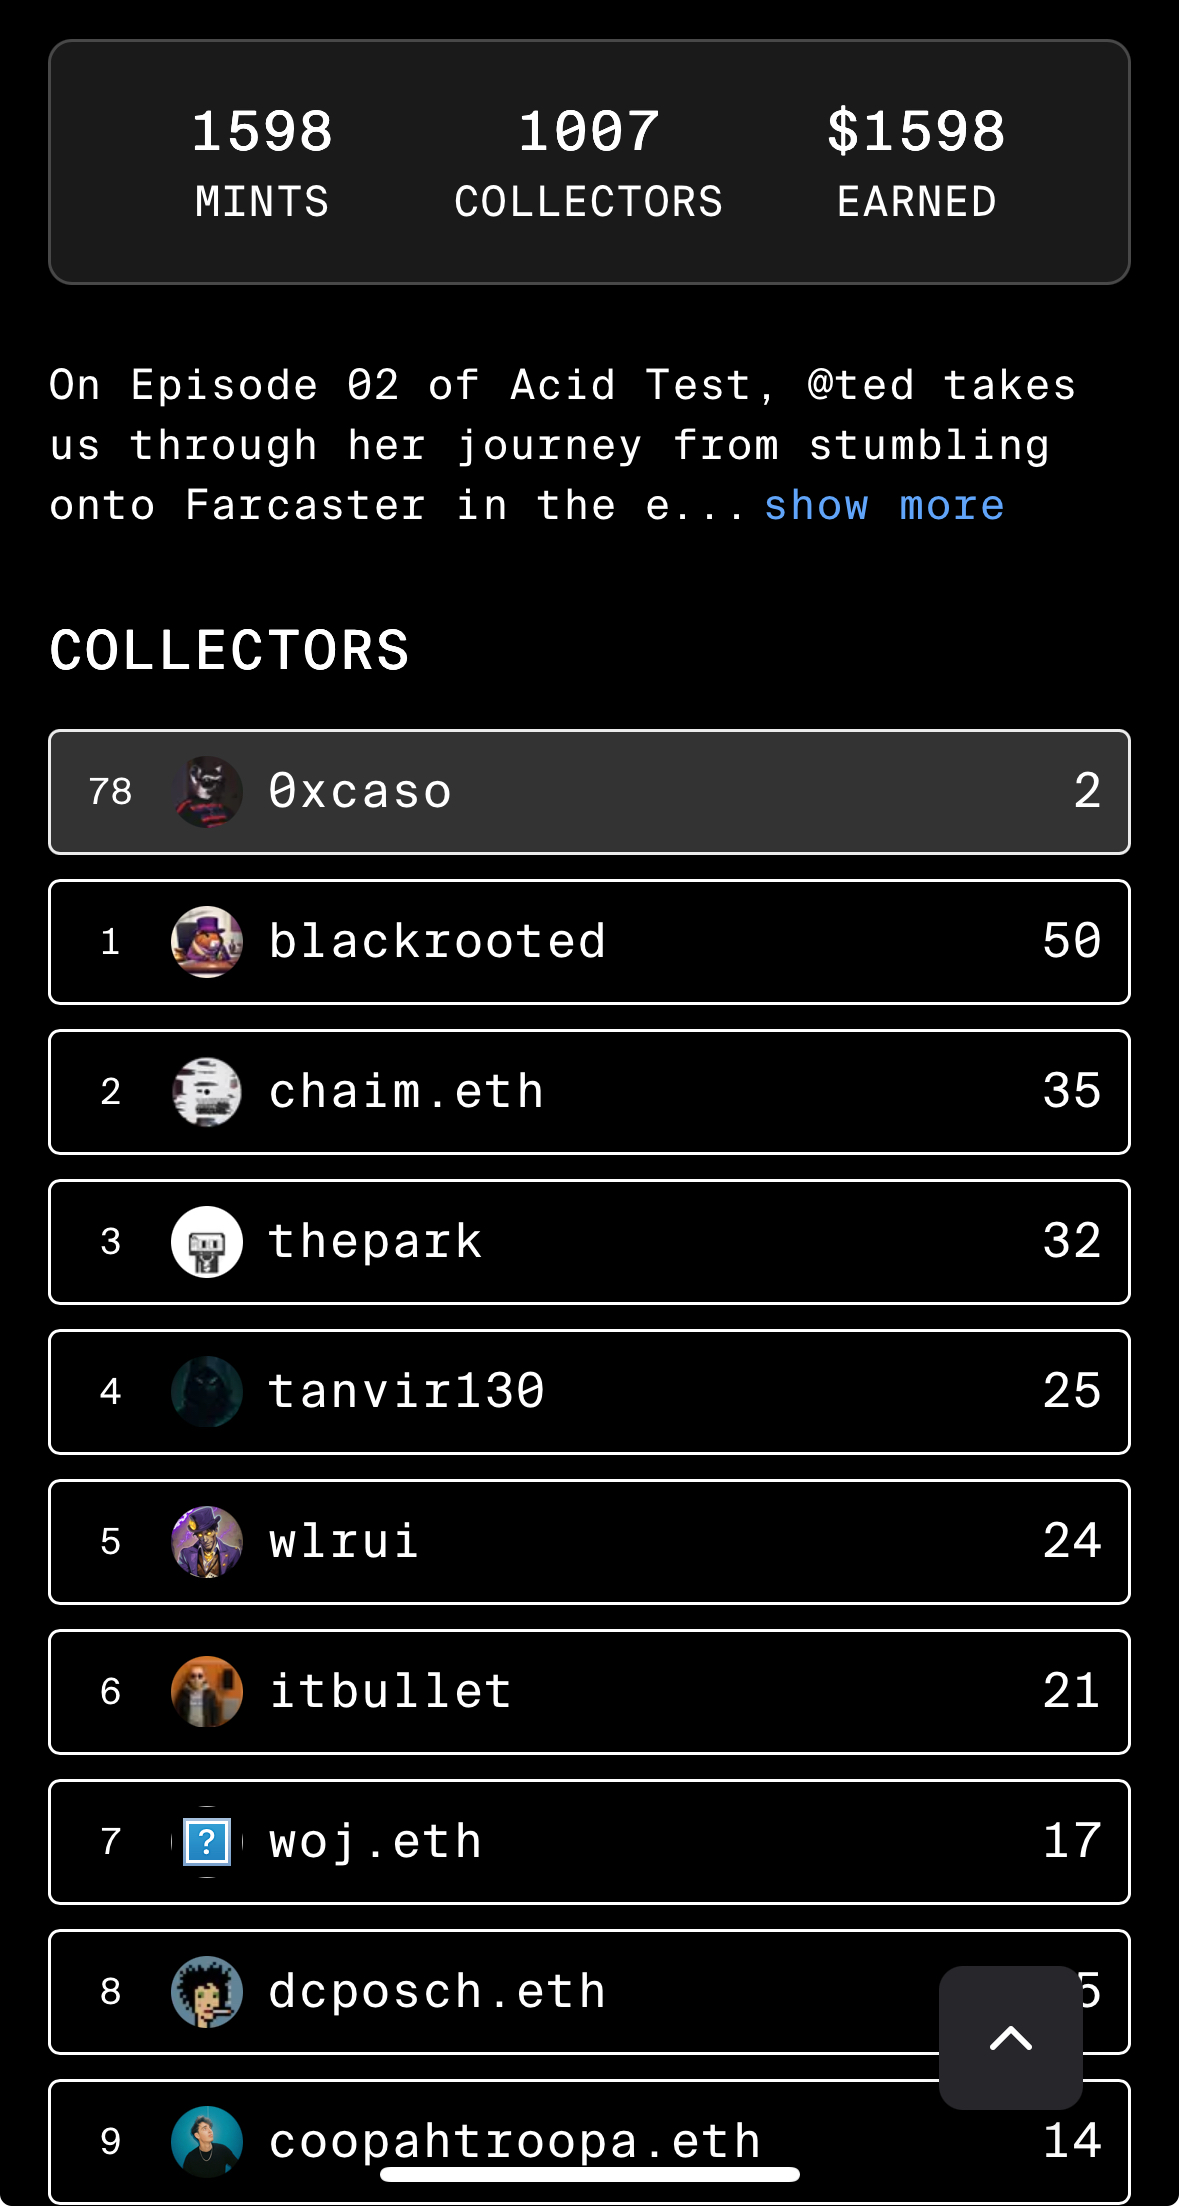 1598 1007 $1598
MINTS COLLECTORS EARNED
On Episode 02 of Acid Test, @ted takes
us through her journey from stumbling
onto Farcaster in the e... show more
COLLECTORS
78 0xcaso 2
1 blackrooted 50
2 chaim.eth 35
3 thepark 32
4 tanvir130 25
5 wlrui 24
6 itbullet 21
7 ? woj.eth 17
8 dcposch.eth
9 coopahtroopa.eth 14